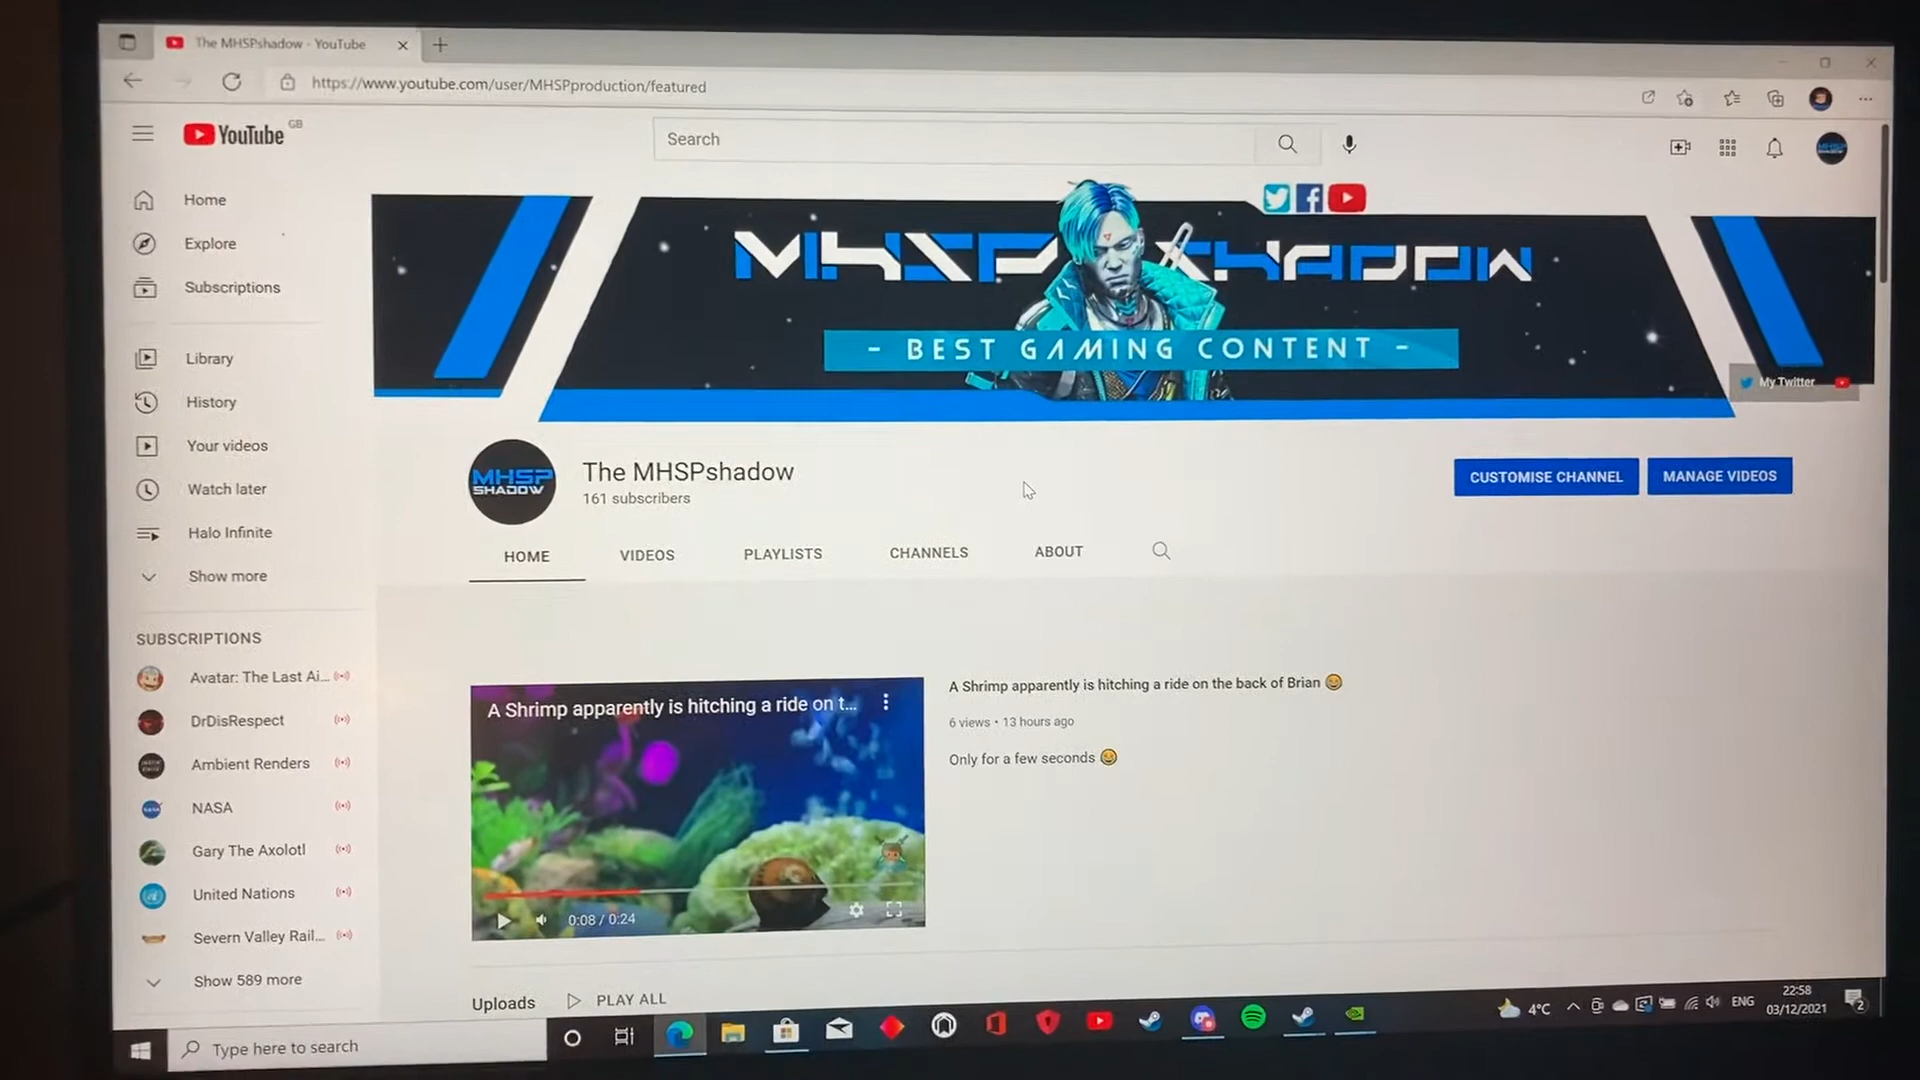 The MHSPshadow - YouTube
https://www.youtube.com/user/MHSPproduction/featured
YouTube GB
Search
MHSP SHADOW
Home
Explore
Subscriptions
MHSP SHADOW
- BEST GAMING CONTENT -
My Twitter
Library
History
Your videos
Watch later
Halo Infinite
Show more
MHSP
SHADOW
The MHSPshadow
161 subscribers
CUSTOMISE CHANNEL
MANAGE VIDEOS
HOME
VIDEOS
PLAYLISTS
CHANNELS
ABOUT
SUBSCRIPTIONS
Avatar: The Last Ai...
DrDisRespect
Ambient Renders
NASA
Gary The Axolotl
United Nations
Severn Valley Rail...
Show 589 more
A Shrimp apparently is hitching a ride on t...
0:08 / 0:24
A Shrimp apparently is hitching a ride on the back of Brian 😄
6 views • 13 hours ago
Only for a few seconds 😄
Uploads
PLAY ALL
Type here to search
4°C
ENG
22:58
03/12/2021
2